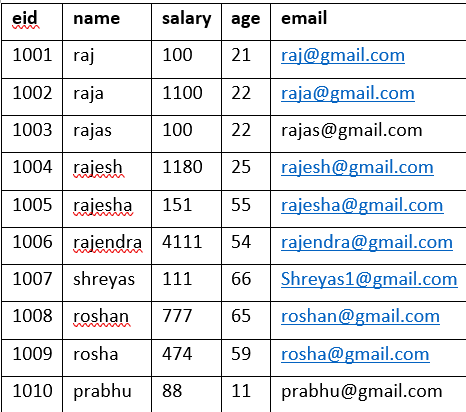 eid name salary age email
1001 raj 100 21 raj@gmail.com
1002 raja 1100 22 raja@gmail.com
1003 rajas 100 22 rajas@gmail.com
1004 rajesh 1180 25 rajesh@gmail.com
1005 rajesha 151 55 rajesha@gmail.com
1006 rajendra 4111 54 rajendra@gmail.com
1007 shreyas 111 66 Shreyas1@gmail.com
1008 roshan 777 65 roshan@gmail.com
1009 rosha 474 59 rosha@gmail.com
1010 prabhu 88 11 prabhu@gmail.com